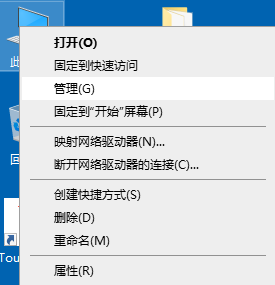 此
打开(O)
固定到快速访问
管理(G)
固定到"开始"屏幕(P)
回
映射网络驱动器(N)...
断开网络驱动器的连接(C)...
创建快捷方式(S)
删除(D)
重命名(M)
Tou
属性(R)